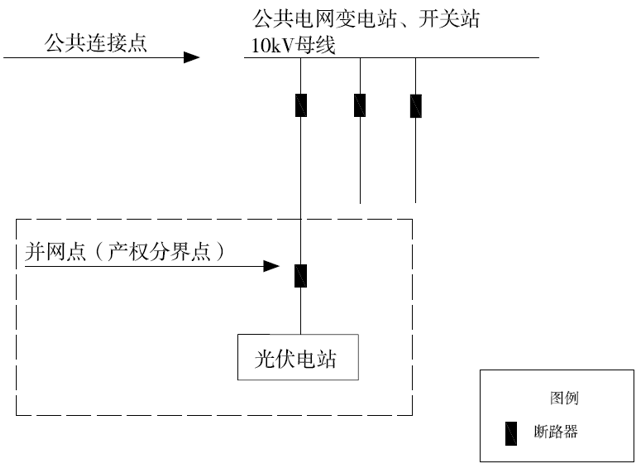 公共电网变电站、开关站
公共连接点
10kV母线
并网点（产权分界点）
光伏电站
图例
断路器